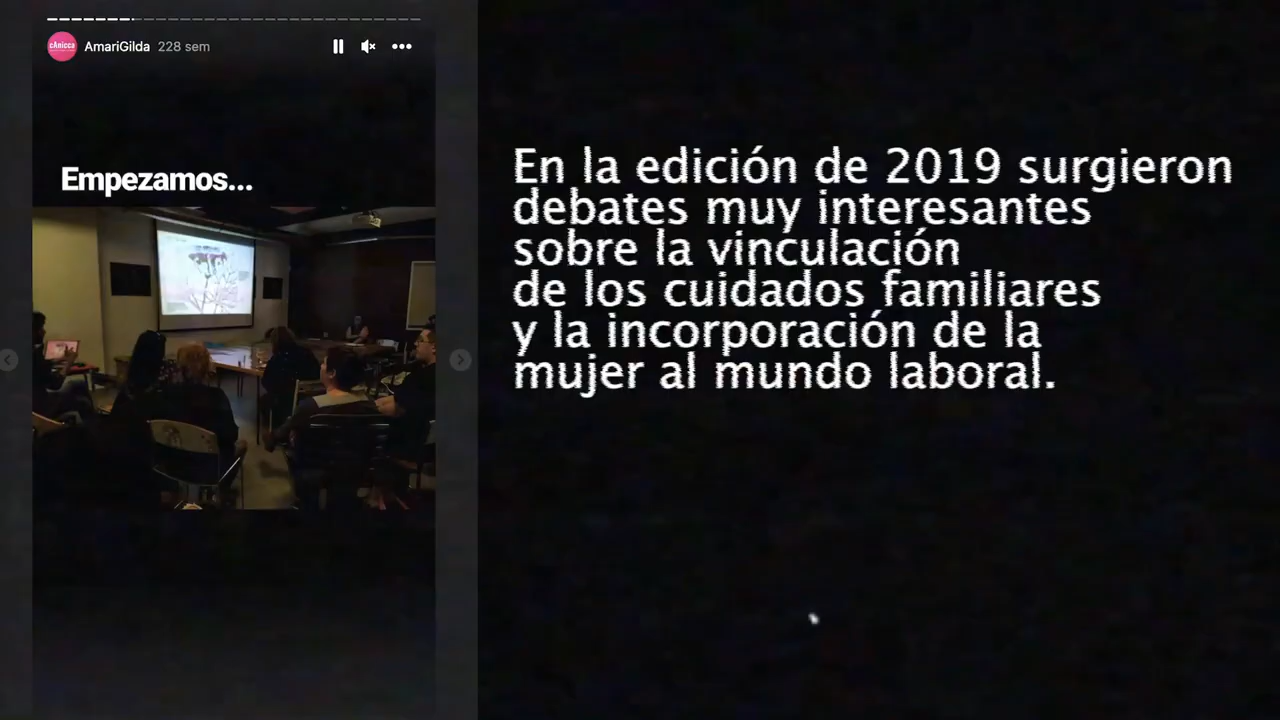 cAnicca
AmariGilda 228 sem
Empezamos...
En la edición de 2019 surgieron
debates muy interesantes
sobre la vinculación
de los cuidados familiares
y la incorporación de la
mujer al mundo laboral.